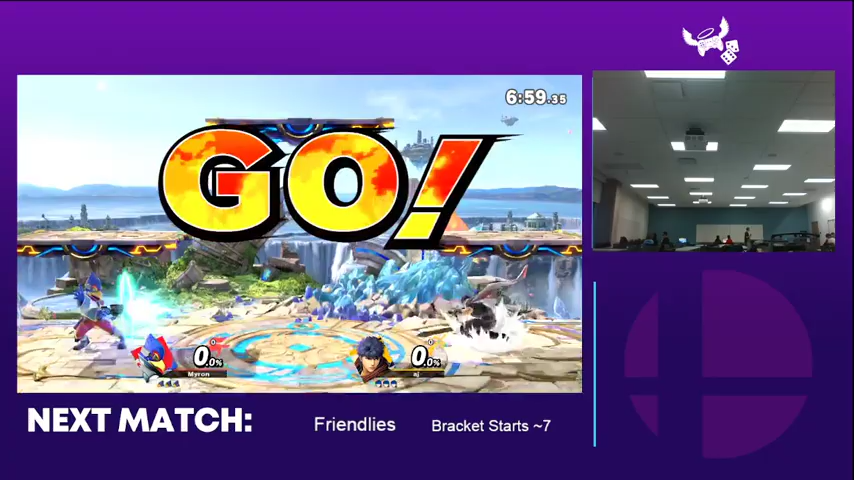 6:59.35
GO!
0.0%
Myron
0.0%
aj
NEXT MATCH:
Friendlies
Bracket Starts ~7